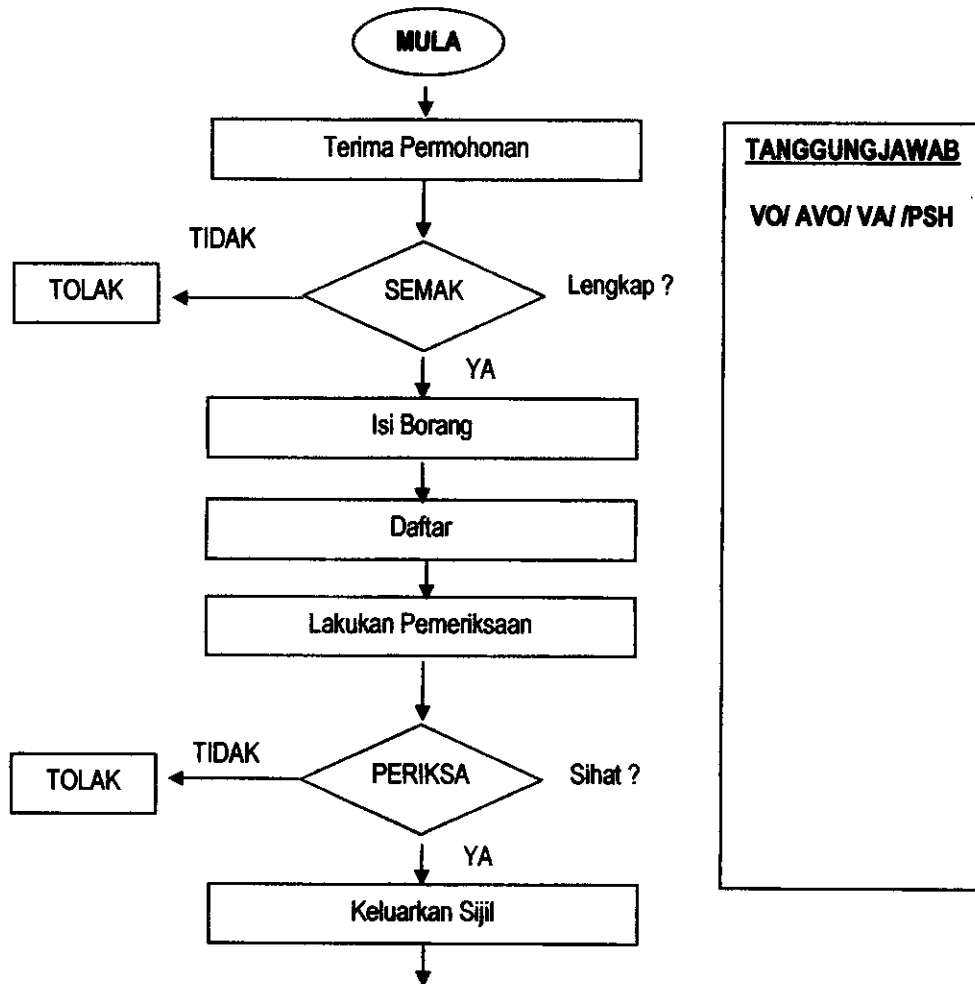 MULA
Terima Permohonan
TANGGUNGJAWAB
VO/ AVO/ VA/ /PSH
TIDAK
TOLAK
SEMAK
Lengkap ?
YA
Isi Borang
Daftar
Lakukan Pemeriksaan
TIDAK
TOLAK
PERIKSA
Sihat ?
YA
Keluarkan Sijil